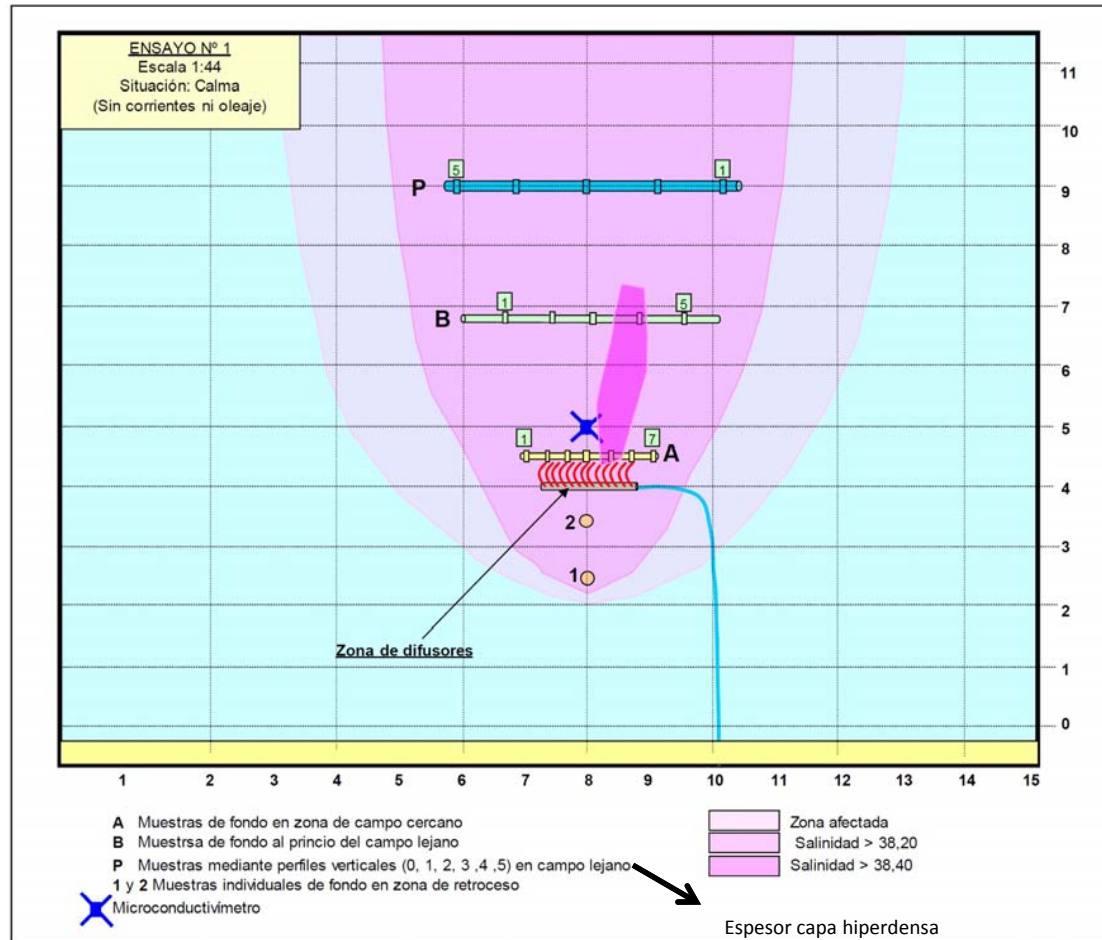 ENSAYO Nº 1
Escala 1:44
Situación: Calma
(Sin corrientes ni oleaje)
11
10
5
1
P
9
8
1
5
B
7
6
5
1
7
A
4
2
3
1
2
Zona de difusores
1
0
1 2 3 4 5 6 7 8 9 10 11 12 13 14 15
A Muestras de fondo en zona de campo cercano
B Muestrsa de fondo al princio del campo lejano
P Muestras mediante perfiles verticales (0, 1, 2, 3 ,4 ,5) en campo lejano
1 y 2 Muestras individuales de fondo en zona de retroceso
Microconductivímetro
Zona afectada
Salinidad > 38,20
Salinidad > 38,40
Espesor capa hiperdensa